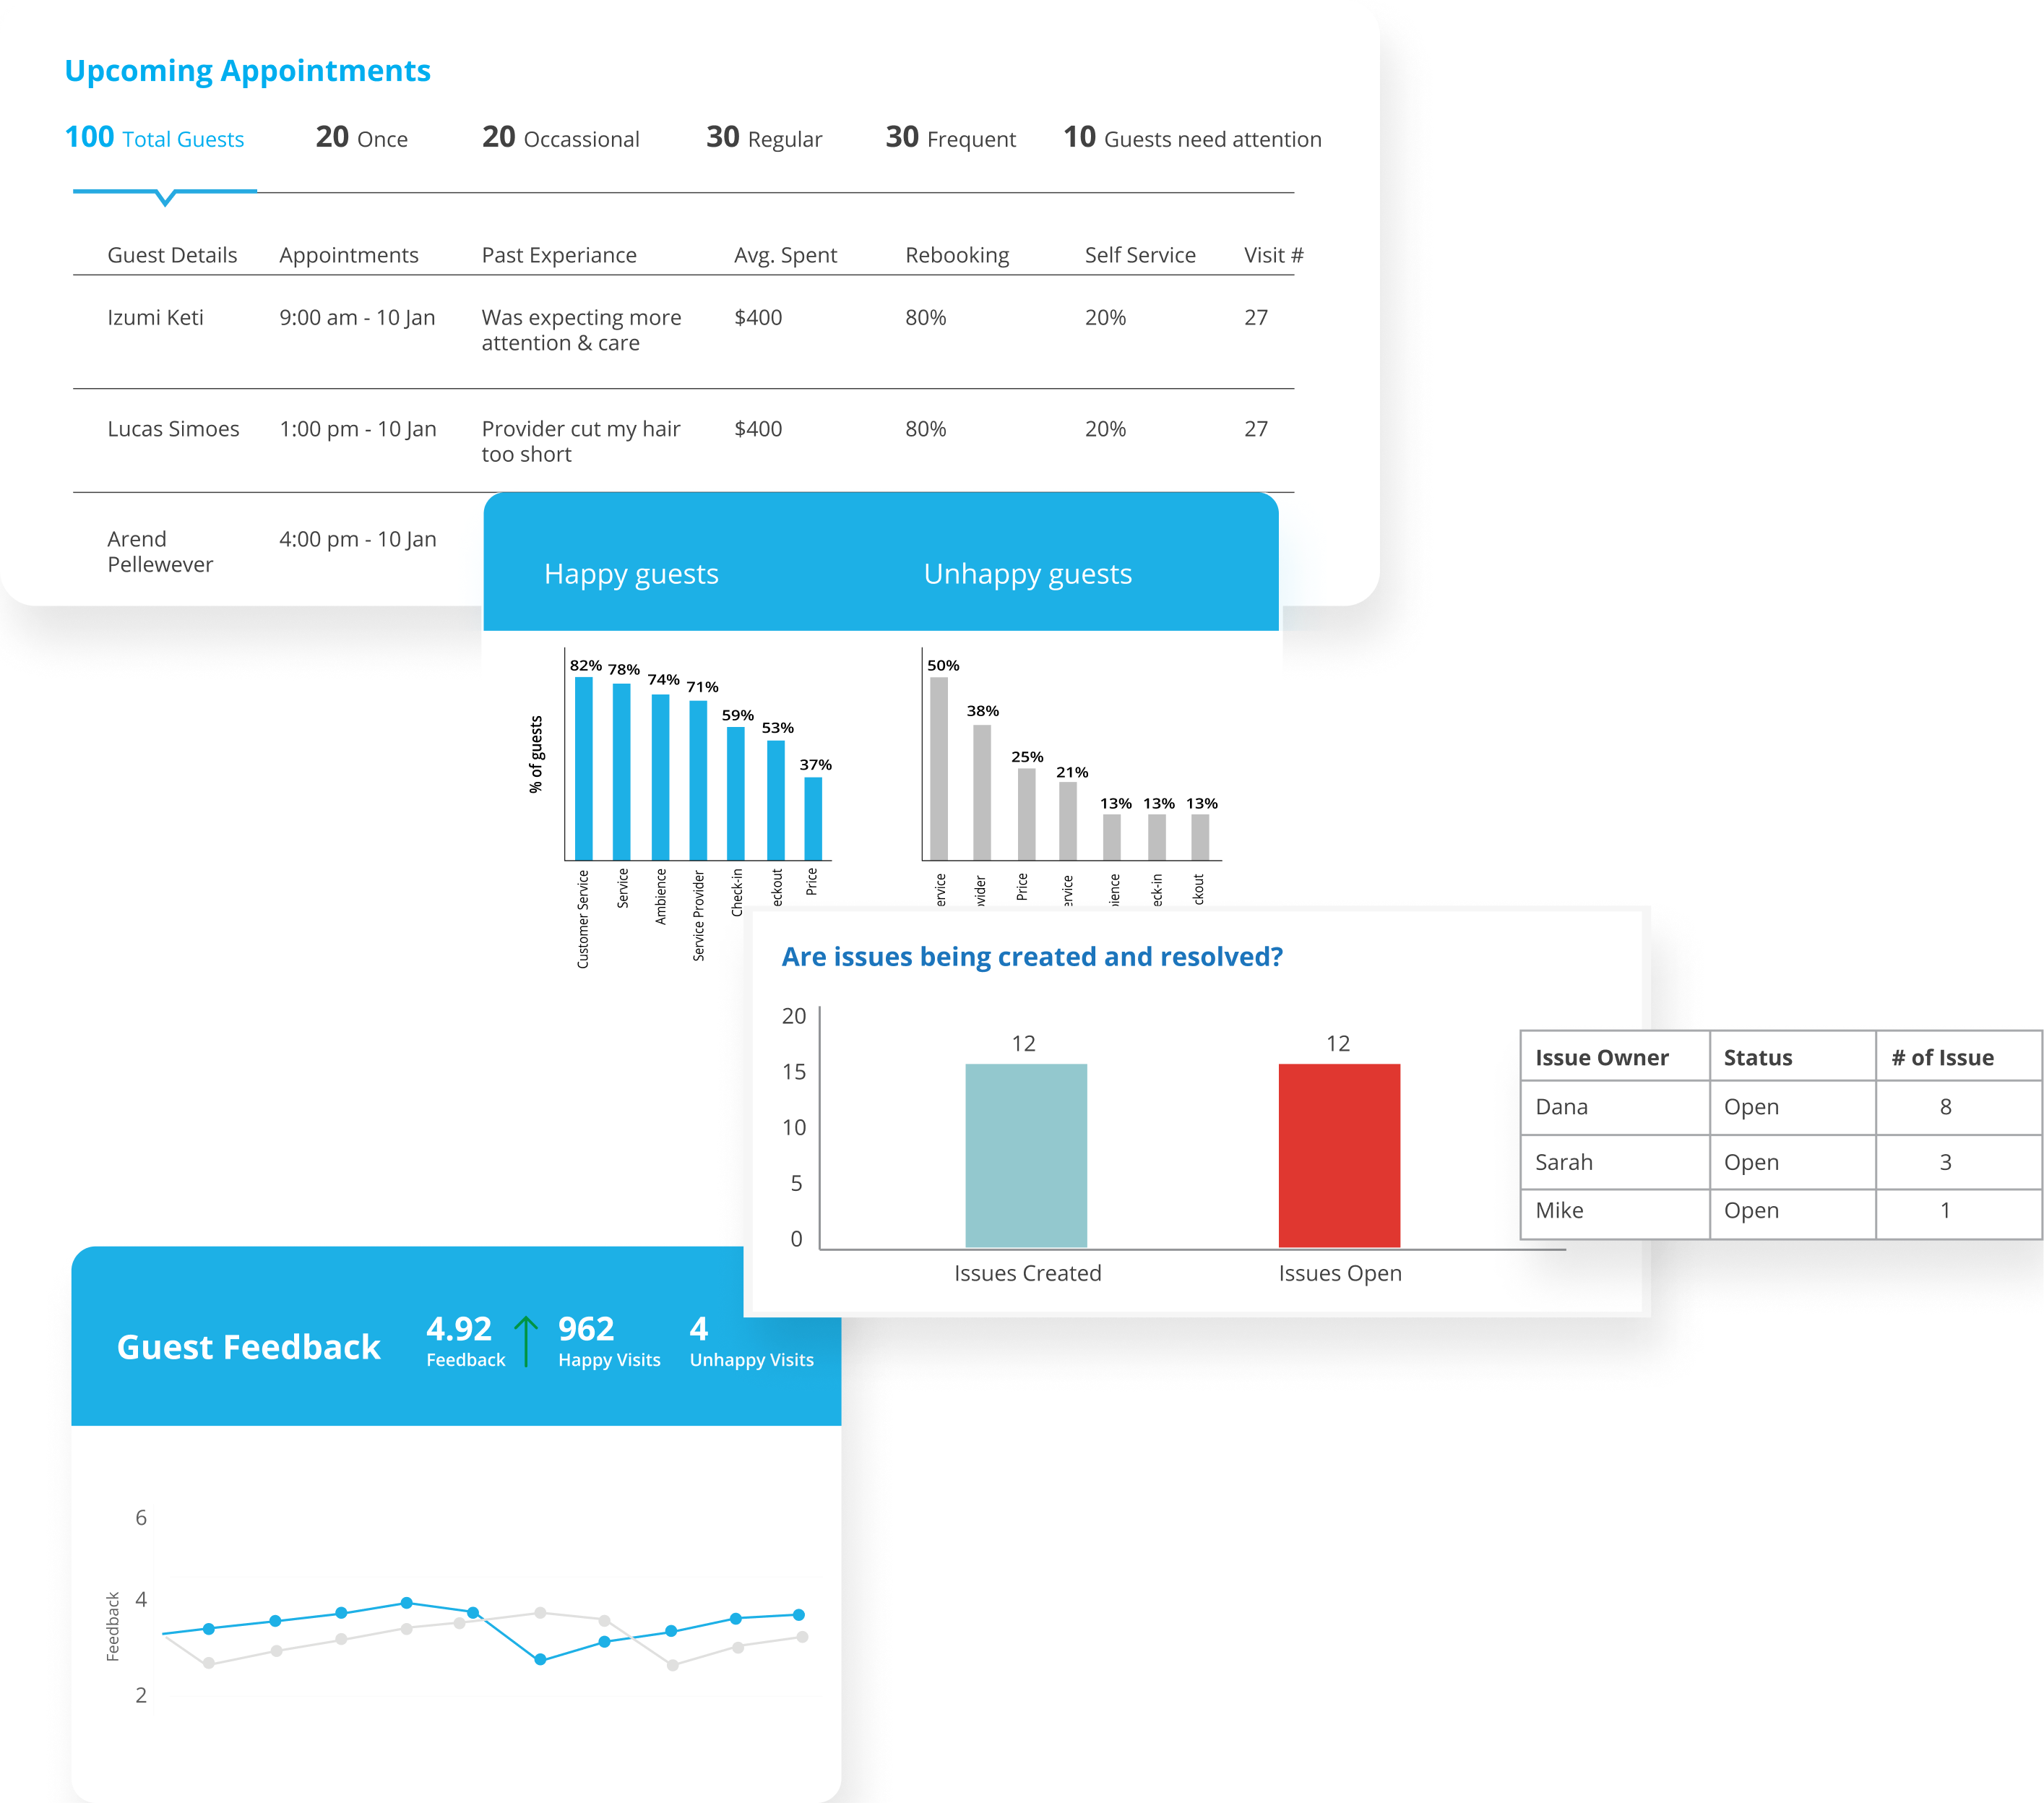 Upcoming Appointments
100 Total Guests 20 Once 20 Occassional 30 Regular 30 Frequent 10 Guests need attention
Guest Details Appointments Past Experiance Avg. Spent Rebooking Self Service Visit #
Izumi Keti 9:00 am - 10 Jan Was expecting more $400 80% 20% 27
attention & care
Lucas Simoes 1:00 pm - 10 Jan Provider cut my hair $400 80% 20% 27
too short
Arend 4:00 pm - 10 Jan
Pellewever
Happy guests Unhappy guests
82% 78% 74% 71% 59% 53% 37%
% of guests
Customer Service
Service
Ambience
Service Provider
Check-in
eckout
Price
50% 38% 25% 21% 13% 13% 13%
ervice
vider
Price
ervice
ience
eck-in
ckout
Are issues being created and resolved?
20
15
10
5
0
12 12
Issues Created Issues Open
Issue Owner Status # of Issue
Dana Open 8
Sarah Open 3
Mike Open 1
Guest Feedback
4.92 962 4
Feedback Happy Visits Unhappy Visits
6
4
2
Feedback